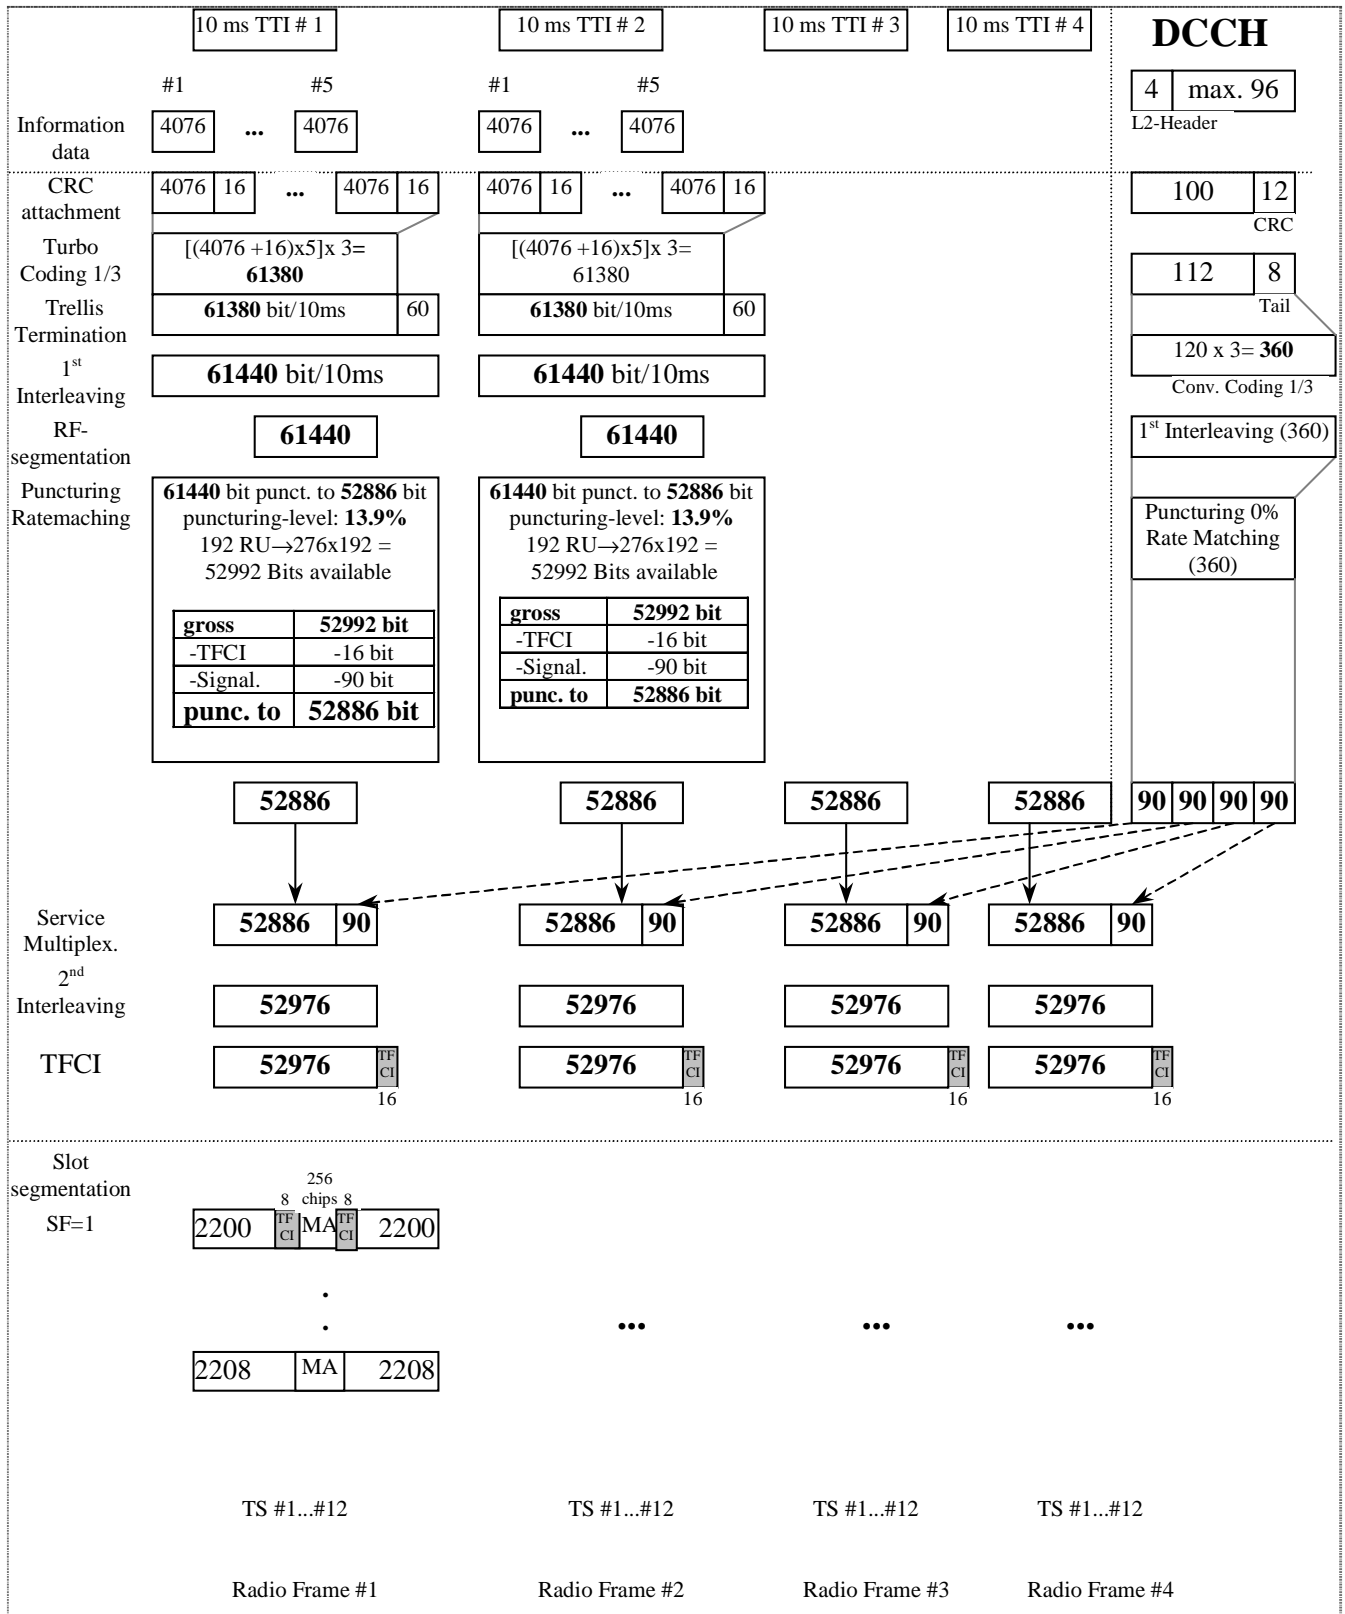 10 ms TTI # 1 10 ms TTI # 2 10 ms TTI # 3 10 ms TTI # 4 DCCH
#1 #5 #1 #5
4 max. 96
L2-Header
Information
data
4076 ... 4076 4076 ... 4076
CRC
attachment
4076 16 ... 4076 16 4076 16 ... 4076 16
100 12
CRC
Turbo
Coding 1/3
[(4076 +16)x5]x 3=
61380
[(4076 +16)x5]x 3=
61380
112 8
Tail
Trellis
Termination
61380 bit/10ms 60 61380 bit/10ms 60
120 x 3= 360
Conv. Coding 1/3
1st
Interleaving
61440 bit/10ms 61440 bit/10ms
RF-
segmentation
61440 61440
1st Interleaving (360)
Puncturing
Ratemaching
61440 bit punct. to 52886 bit
puncturing-level: 13.9%
192 RU→276x192 =
52992 Bits available
gross 52992 bit
-TFCI -16 bit
-Signal. -90 bit
punc. to 52886 bit
61440 bit punct. to 52886 bit
puncturing-level: 13.9%
192 RU→276x192 =
52992 Bits available
gross 52992 bit
-TFCI -16 bit
-Signal. -90 bit
punc. to 52886 bit
Puncturing 0%
Rate Matching
(360)
52886 52886 52886 52886 90 90 90 90
Service
Multiplex.
52886 90 52886 90 52886 90 52886 90
2nd
Interleaving
52976 52976 52976 52976
TFCI
52976 TF
CI
16
52976 TF
CI
16
52976 TF
CI
16
52976 TF
CI
16
Slot
segmentation
SF=1
256
8 chips 8
2200 TF
CI MA TF
CI 2200
.
.
... ... ...
2208 MA 2208
TS #1...#12 TS #1...#12 TS #1...#12 TS #1...#12
Radio Frame #1 Radio Frame #2 Radio Frame #3 Radio Frame #4